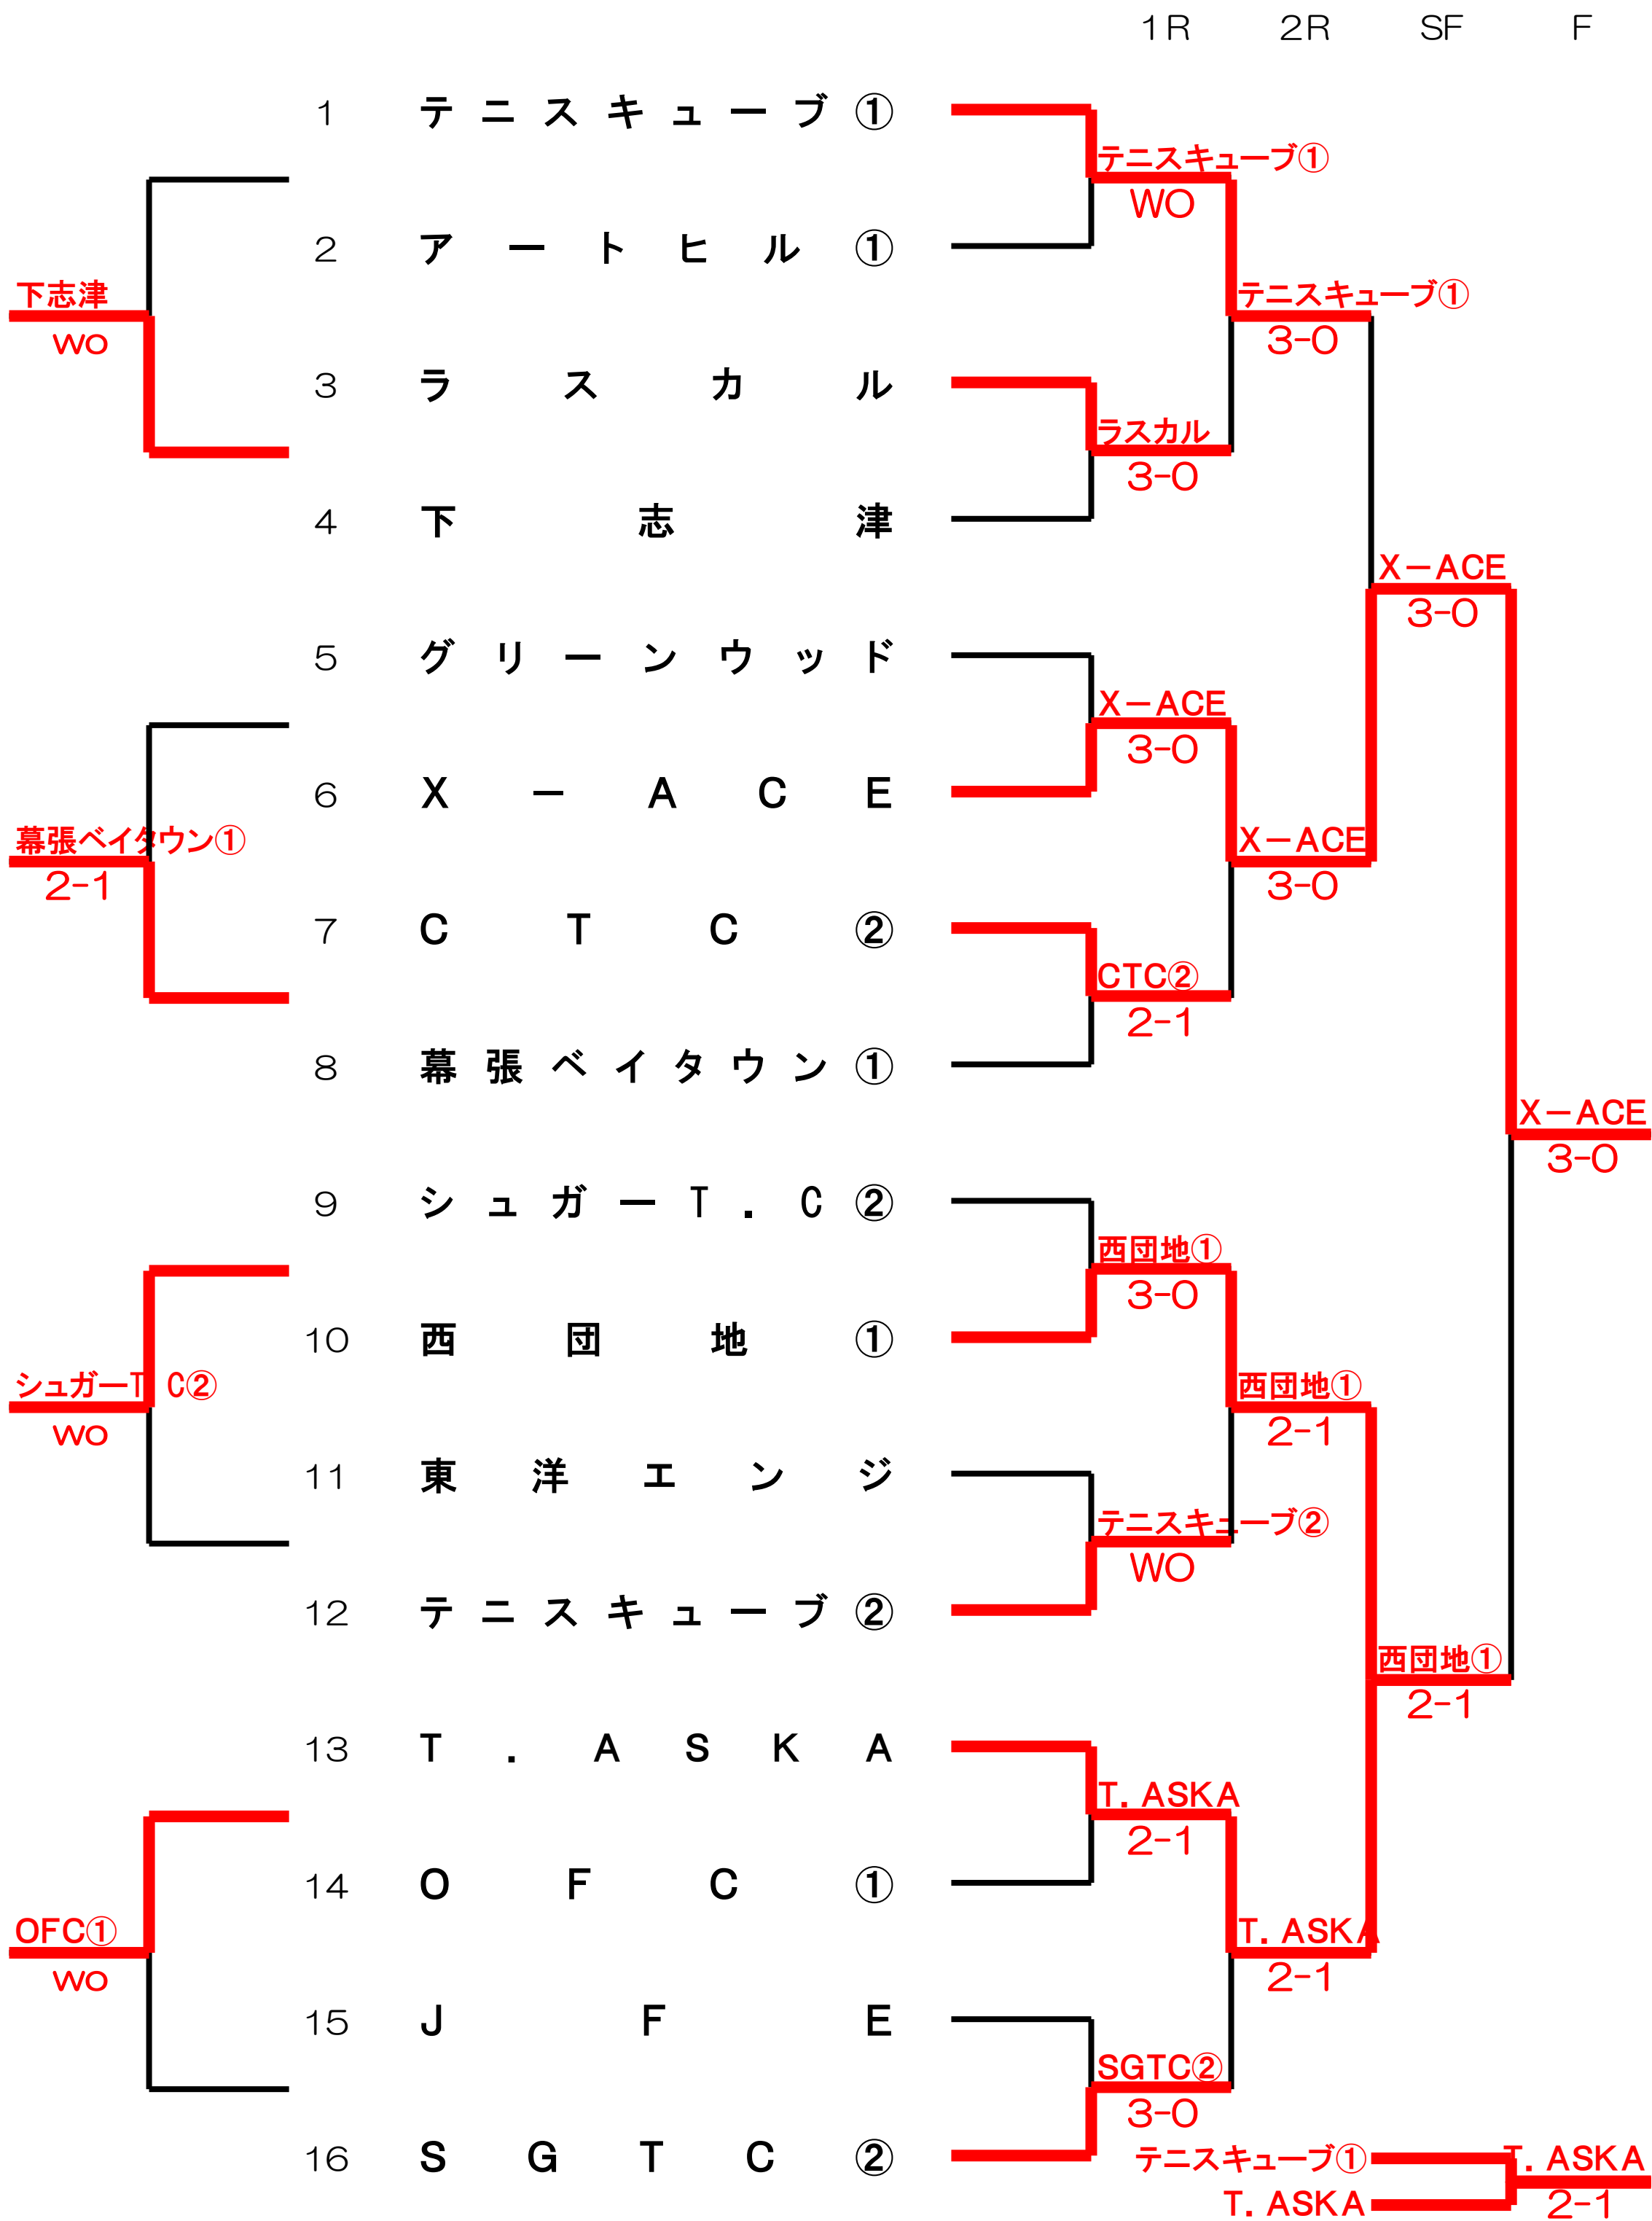 1R 2R SF F
1 テニスキューブ①
テニスキューブ①
WO
2 アートヒル①
下志津
WO
テニスキューブ①
3-0
3 ラスカル
ラスカル
3-0
4 下志津
X－ACE
3-0
5 グリーンウッド
X－ACE
3-0
6 X－ACE
幕張ベイタウン①
2-1
X－ACE
3-0
7 CTC②
CTC②
2-1
8 幕張ベイタウン①
X－ACE
3-0
9 シュガーT.C②
西団地①
3-0
10 西団地①
シュガーT C②
WO
西団地①
2-1
11 東洋エンジ
テニスキューブ②
WO
12 テニスキューブ②
西団地①
2-1
13 T.ASKA
T.ASKA
2-1
14 OFC①
OFC①
WO
T.ASKA
2-1
15 JFE
SGTC②
3-0
16 SGTC②
テニスキューブ①
T.ASKA
T.ASKA
2-1